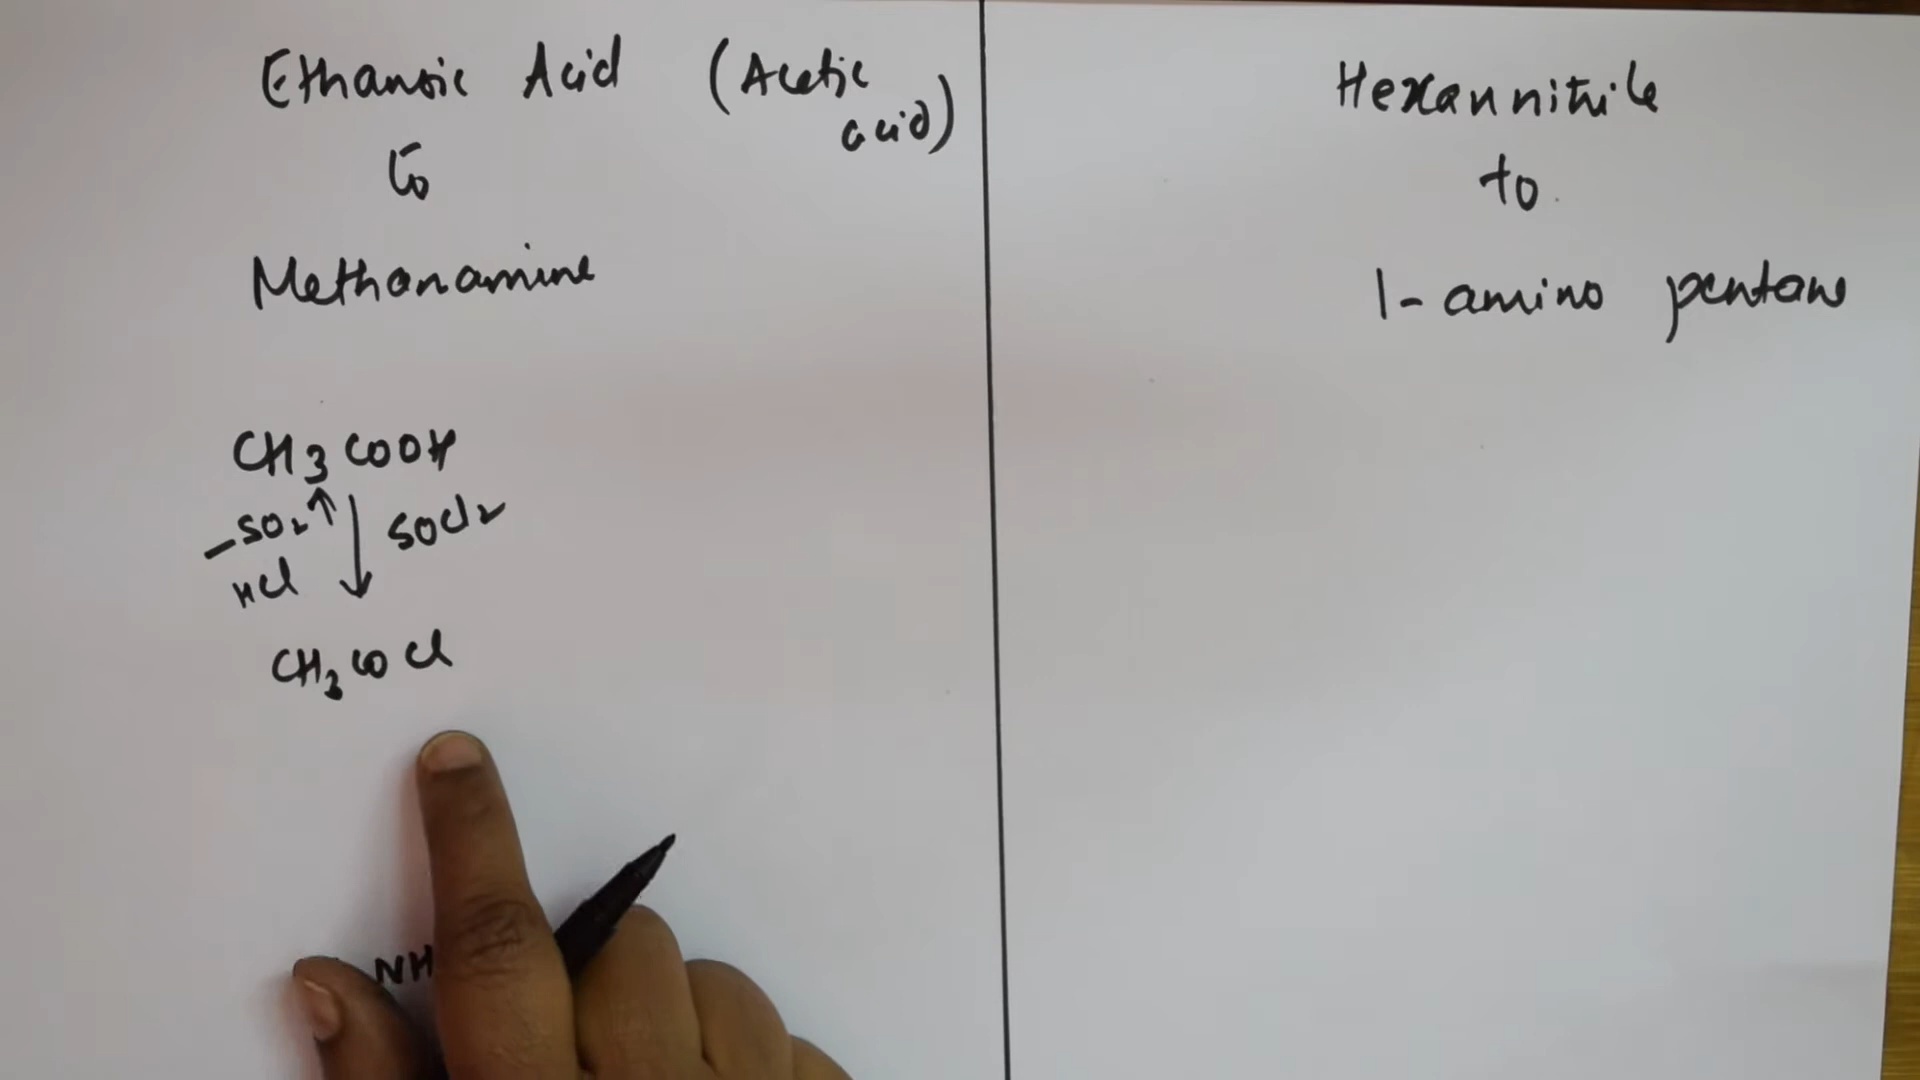 Ethanoic Acid (Acetic
acid)
to
Methanamine
CH3COOH
-SO2↑ ↓ SOCl2
HCl
CH3COCl
NH
Hexannitrile
to
1-amino pentane